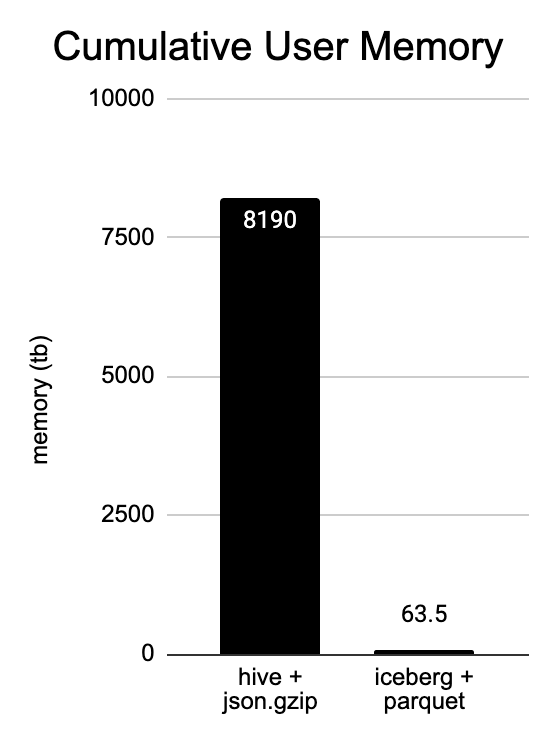 Cumulative User Memory
10000
7500
5000
2500
0
memory (tb)
8190
63.5
hive +
json.gzip
iceberg +
parquet